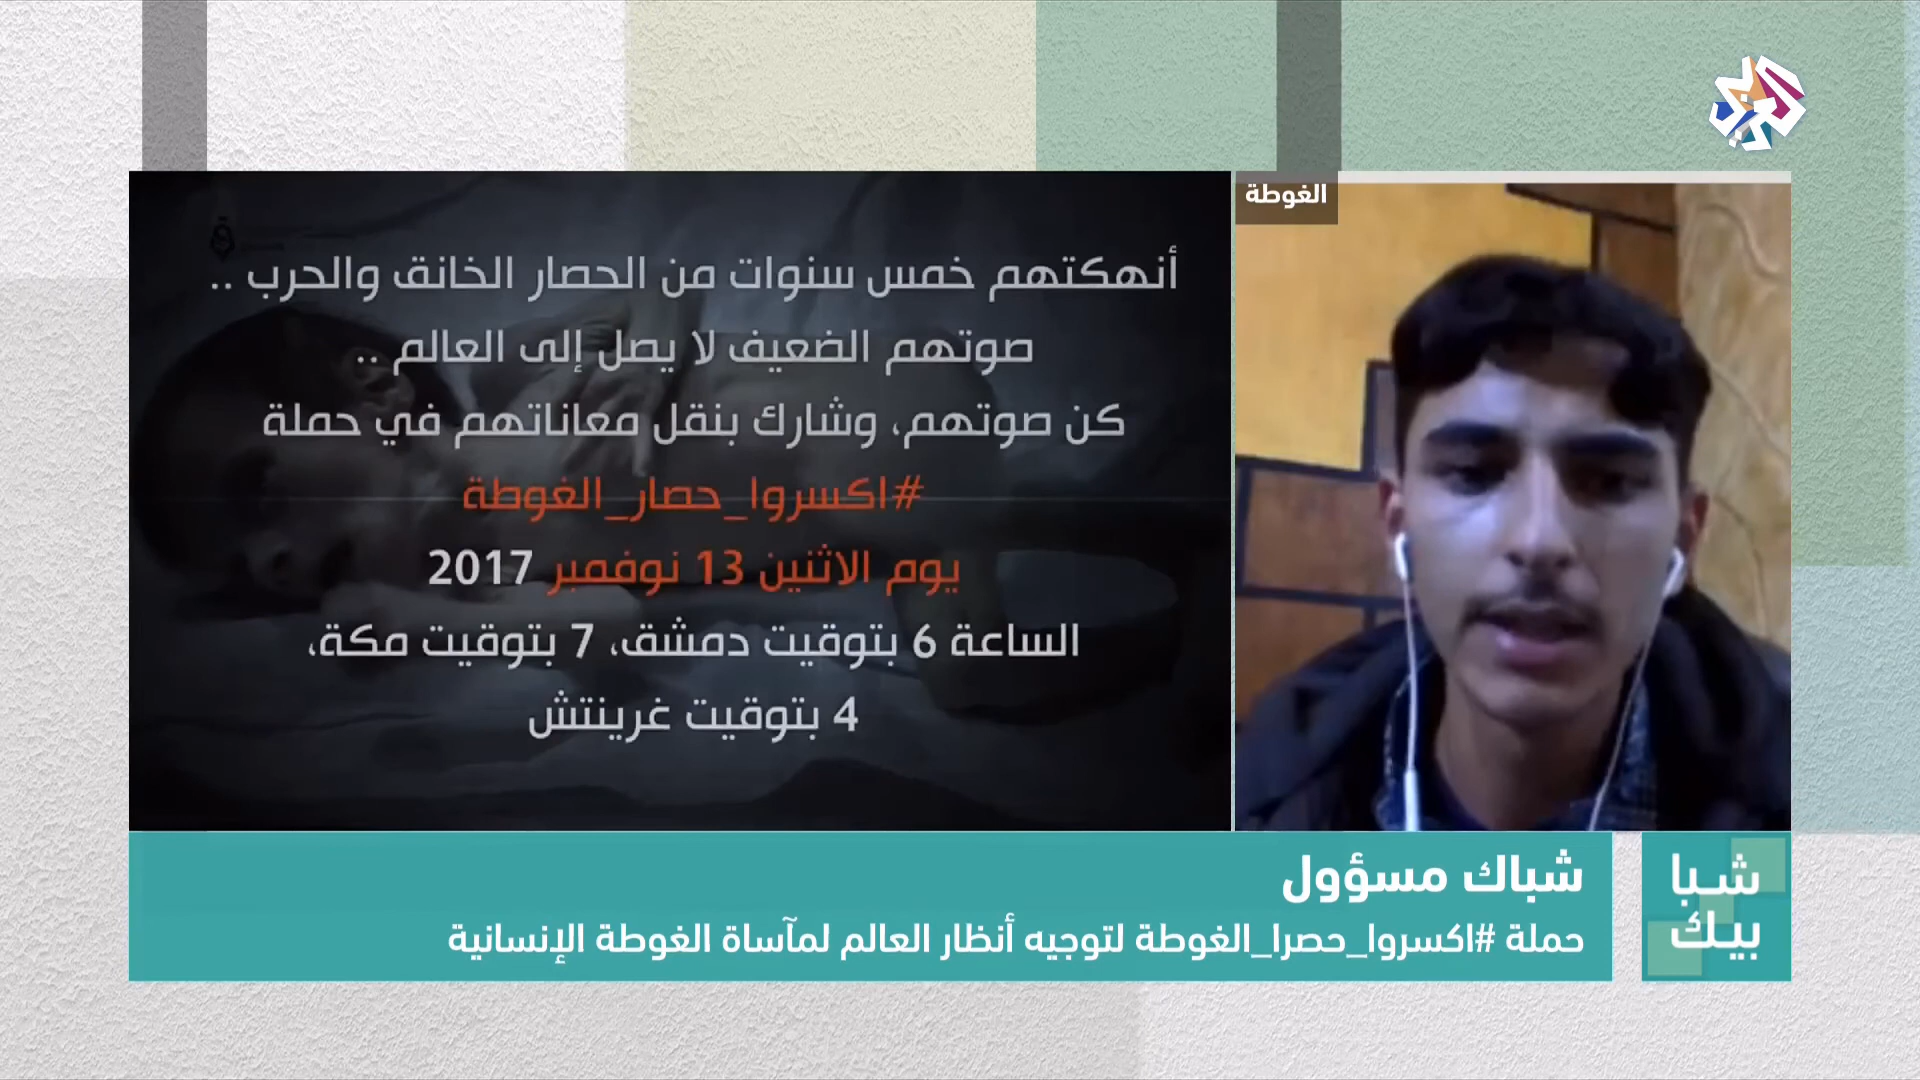 الغوطة
أنهكتهم خمس سنوات من الحصار الخانق والحرب ..
صوتهم الضعيف لا يصل إلى العالم ..
كن صوتهم، وشارك بنقل معاناتهم في حملة
#اكسروا_حصار_الغوطة
يوم الاثنين 13 نوفمبر 2017
الساعة 6 بتوقيت دمشق، 7 بتوقيت مكة،
4 بتوقيت غرينتش
شباك مسؤول
حملة #اكسروا_حصرا_الغوطة لتوجيه أنظار العالم لمآساة الغوطة الإنسانية
شبا
بيك